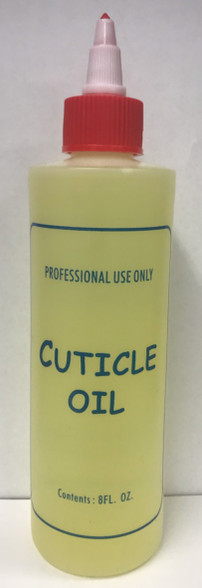 PROFESSIONAL USE ONLY
CUTICLE
OIL
Contents: 8FL. OZ.